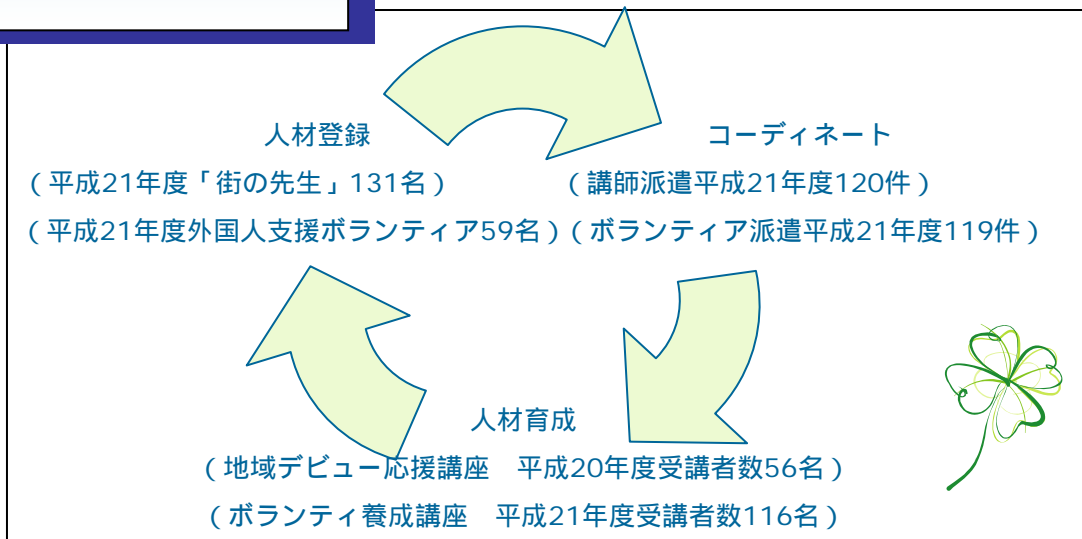 人材登録
(平成21年度「街の先生」131名)
(平成21年度外国人支援ボランティア59名)
コーディネート
(講師派遣平成21年度120件)
(ボランティア派遣平成21年度119件)
人材育成
(地域デビュー応援講座　平成20年度受講者数56名)
(ボランティ養成講座　平成21年度受講者数116名)